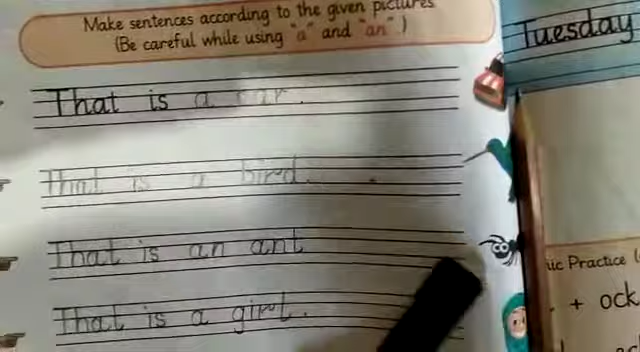 Make sentences according to the given pictures
(Be careful while using "a" and "an")
Tuesday
That is a car.
That is a bird.
That is an ant
That is a girl.
Practice
+ ock